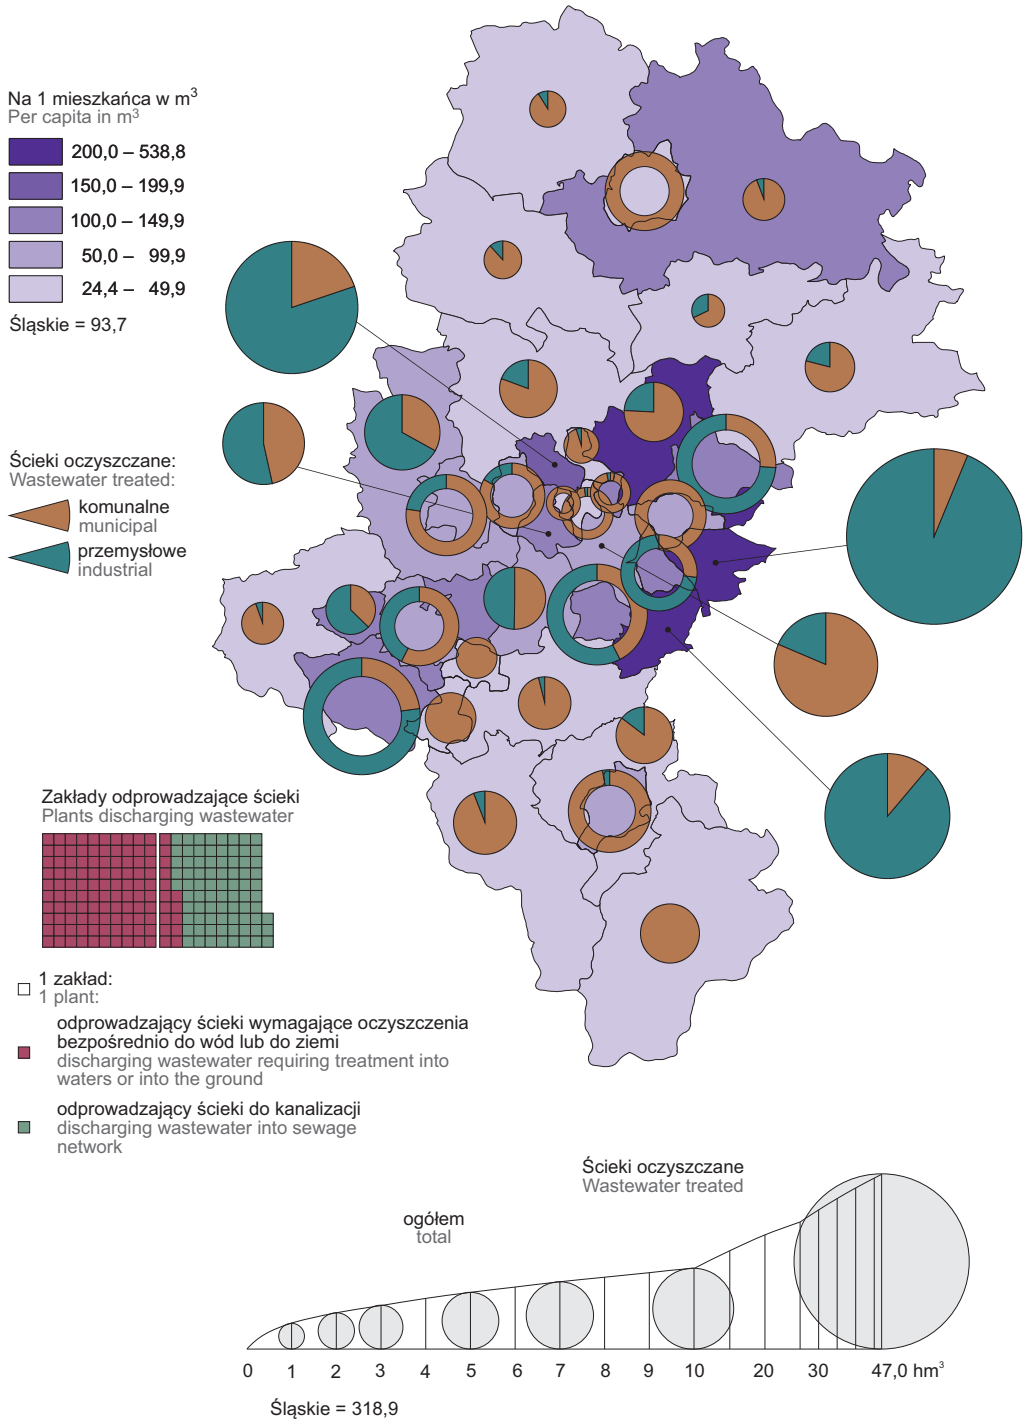 Na 1 mieszkańca w m³
Per capita in m³
200,0 – 538,8
150,0 – 199,9
100,0 – 149,9
50,0 – 99,9
24,4 – 49,9
Śląskie = 93,7
Ścieki oczyszczane:
Wastewater treated:
komunalne
municipal
przemysłowe
industrial
Zakłady odprowadzające ścieki
Plants discharging wastewater
1 zakład:
1 plant:
odprowadzający ścieki wymagające oczyszczenia
bezpośrednio do wód lub do ziemi
discharging wastewater requiring treatment into
waters or into the ground
odprowadzający ścieki do kanalizacji
discharging wastewater into sewage
network
Ścieki oczyszczane
Wastewater treated
ogółem
total
0 1 2 3 4 5 6 7 8 9 10 20 30 47,0 hm³
Śląskie = 318,9